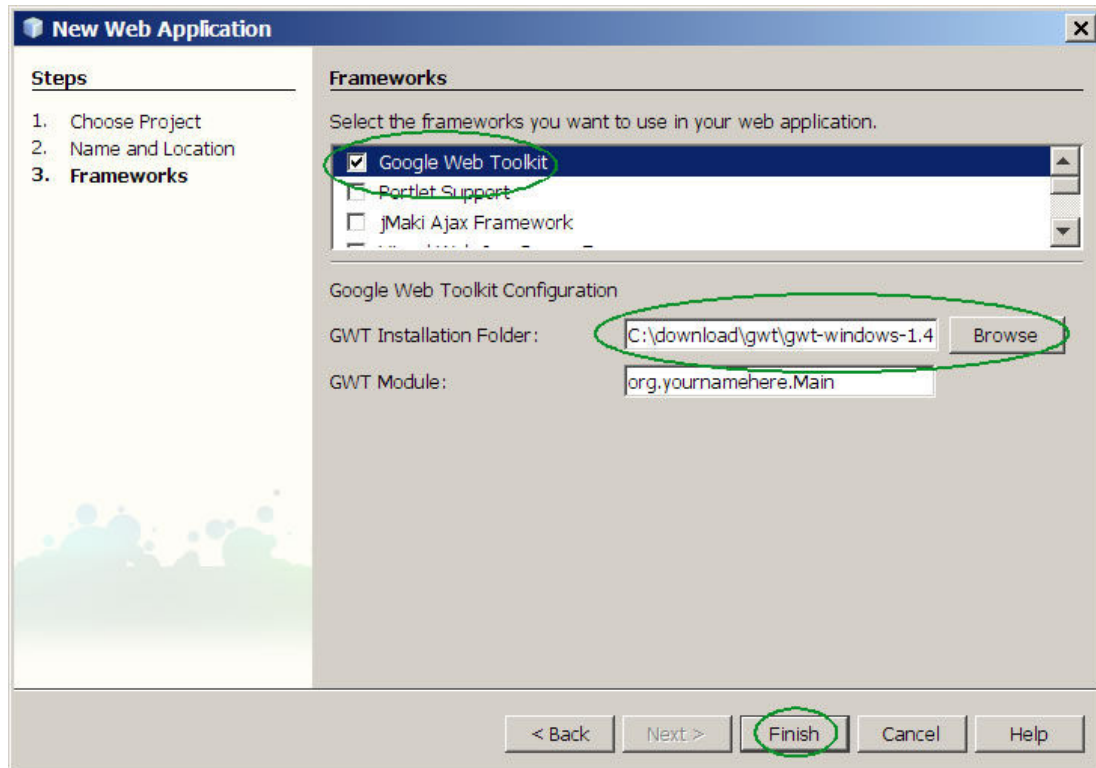 New Web Application
Steps
1. Choose Project
2. Name and Location
3. Frameworks
Frameworks
Select the frameworks you want to use in your web application.
Google Web Toolkit
Portlet Support
jMaki Ajax Framework
Google Web Toolkit Configuration
GWT Installation Folder:
C:\download\gwt\gwt-windows-1.4
Browse
GWT Module:
org.yournamehere.Main
< Back
Next >
Finish
Cancel
Help